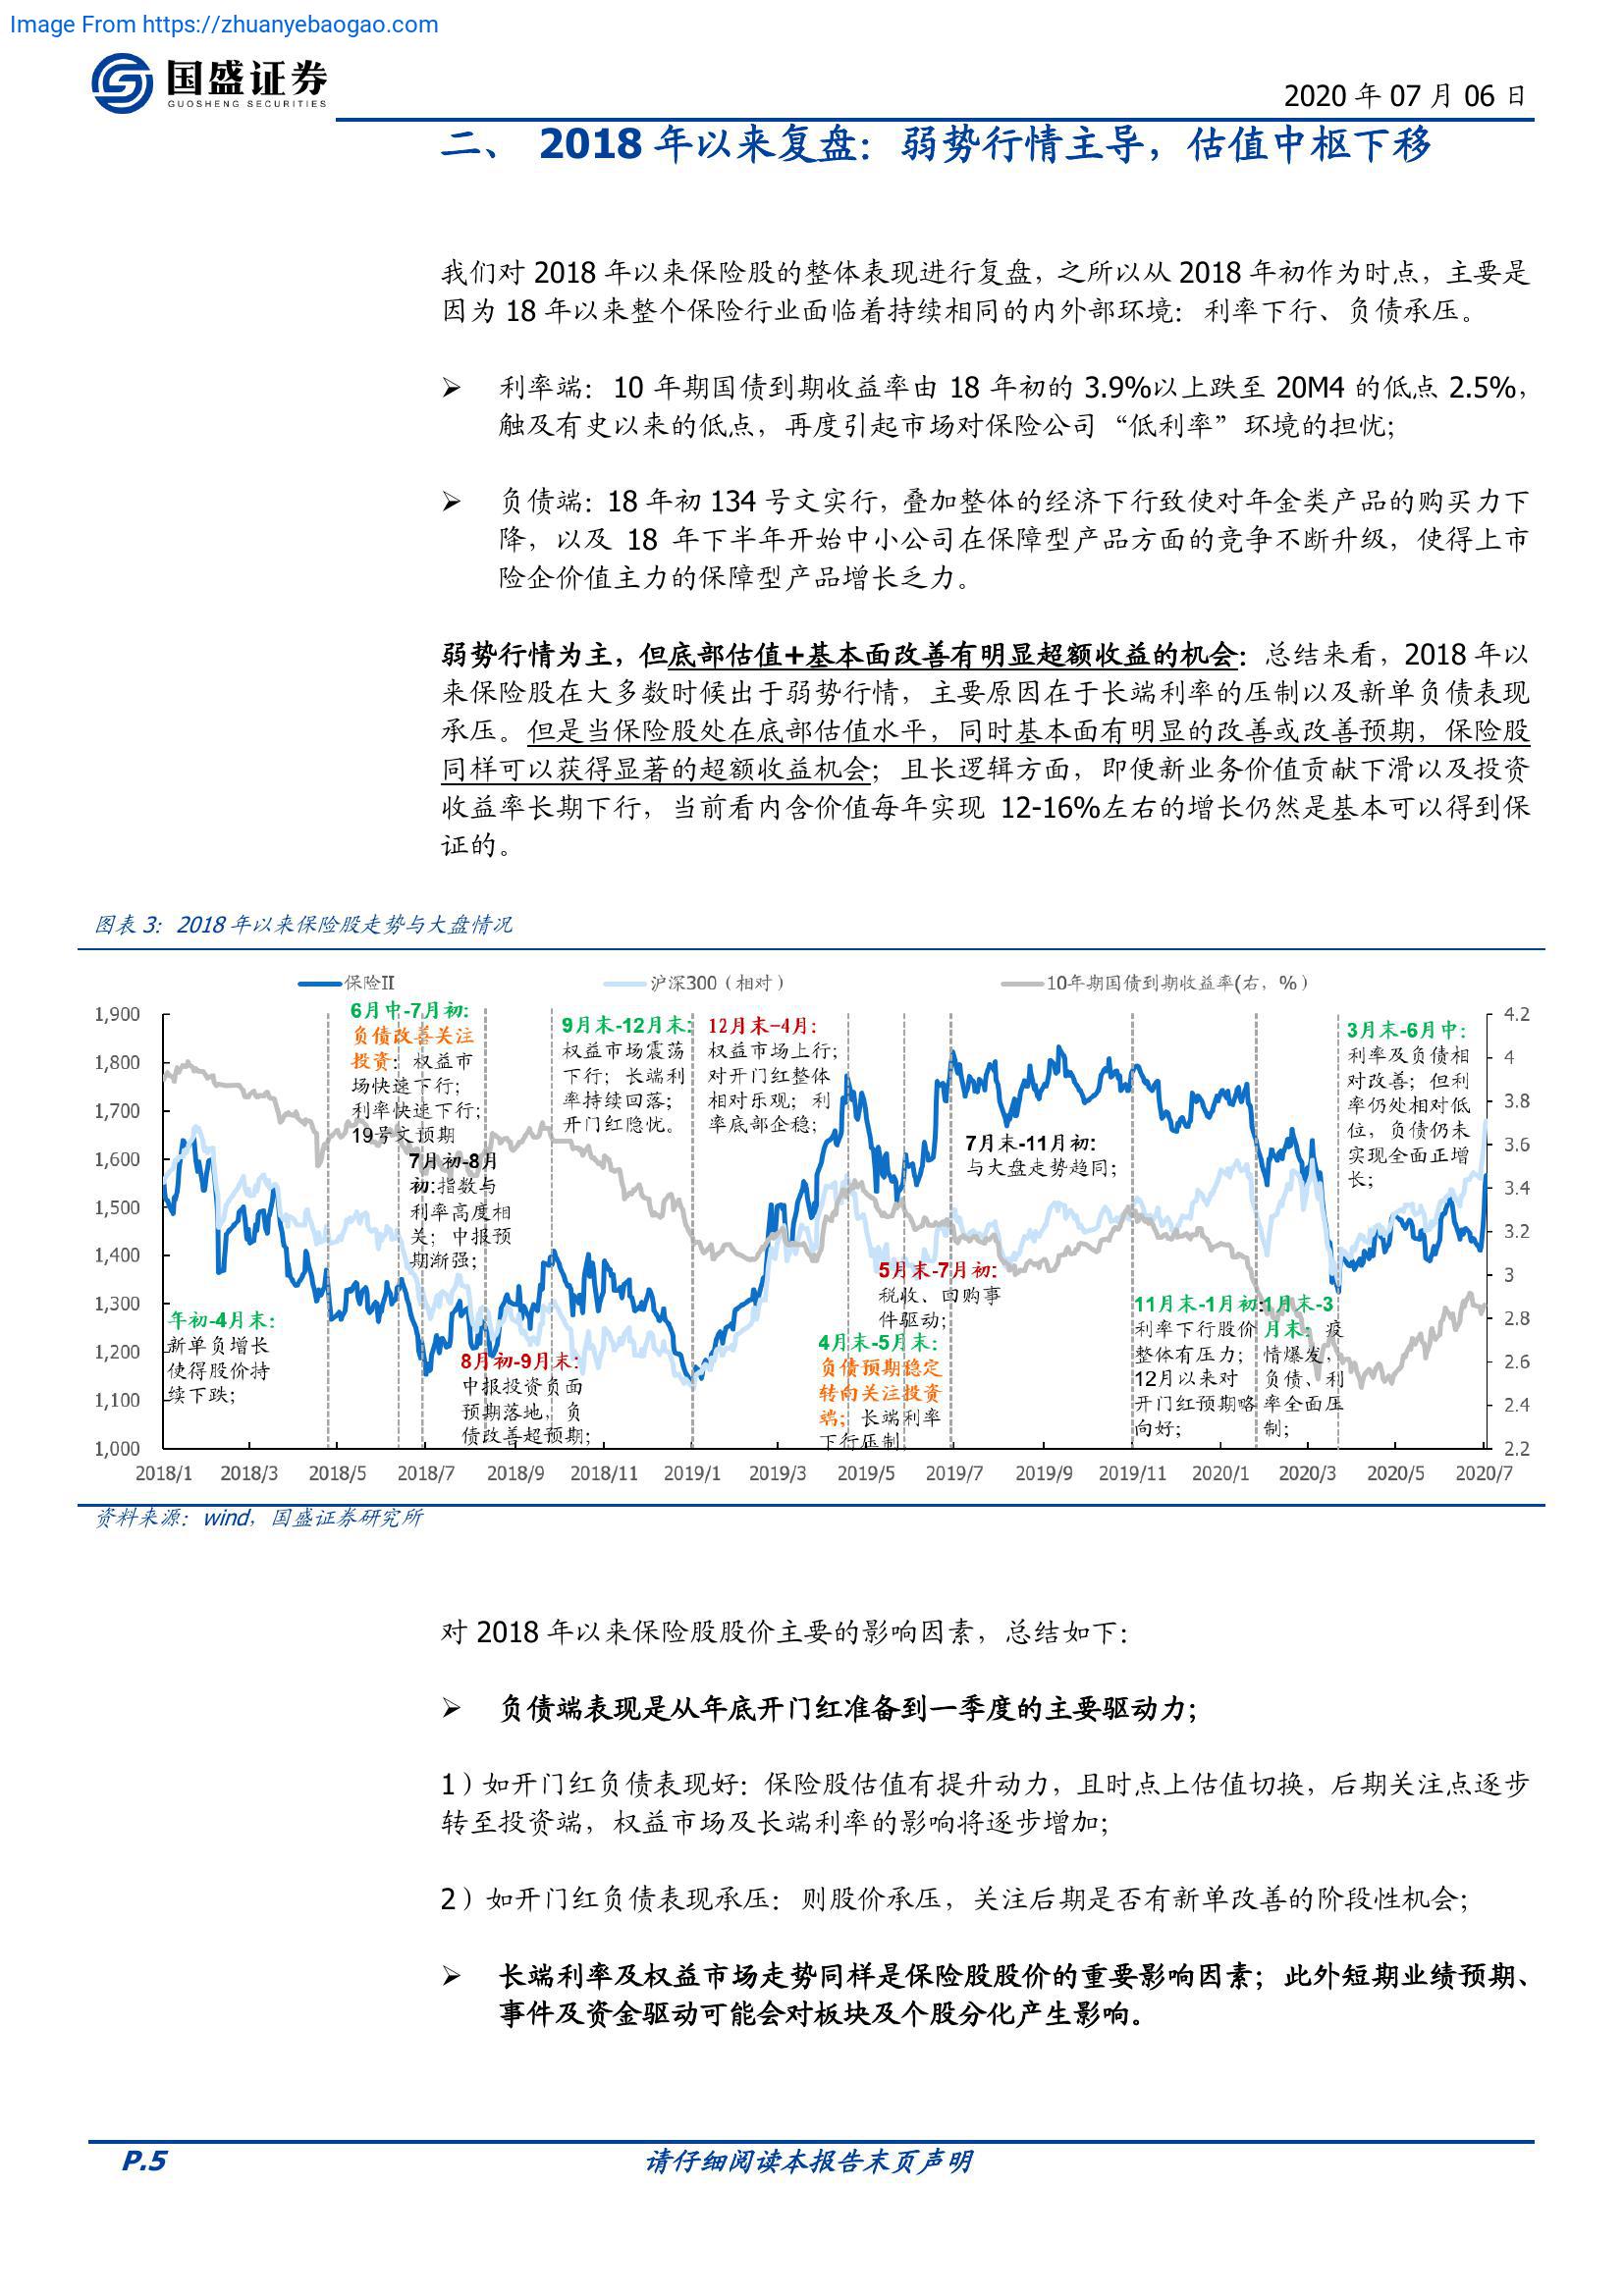 Image From https://zhuanyebaogao.com
国盛证券
GUOSHENG SECURITIES
2020 年 07 月 06 日
二、 2018 年以来复盘：弱势行情主导，估值中枢下移
我们对 2018 年以来保险股的整体表现进行复盘，之所以从 2018 年初作为时点，主要是
因为 18 年以来整个保险行业面临着持续相同的内外部环境：利率下行、负债承压。
➢ 利率端：10 年期国债到期收益率由 18 年初的 3.9%以上跌至 20M4 的低点 2.5%，
触及有史以来的低点，再度引起市场对保险公司“低利率”环境的担忧；
➢ 负债端：18 年初 134 号文实行，叠加整体的经济下行致使对年金类产品的购买力下
降，以及 18 年下半年开始中小公司在保障型产品方面的竞争不断升级，使得上市
险企价值主力的保障型产品增长乏力。
弱势行情为主，但底部估值+基本面改善有明显超额收益的机会：总结来看，2018 年以
来保险股在大多数时候出于弱势行情，主要原因在于长端利率的压制以及新单负债表现
承压。但是当保险股处在底部估值水平，同时基本面有明显的改善或改善预期，保险股
同样可以获得显著的超额收益机会；且长逻辑方面，即便新业务价值贡献下滑以及投资
收益率长期下行，当前看内含价值每年实现 12-16%左右的增长仍然是基本可以得到保
证的。
图表 3：2018 年以来保险股走势与大盘情况
保险II
沪深300（相对）
10年期国债到期收益率(右，%）
1,900
1,800
1,700
1,600
1,500
1,400
1,300
1,200
1,100
1,000
4.2
4
3.8
3.6
3.4
3.2
3
2.8
2.6
2.4
2.2
年初-4月末：
新单负增长
使得股价持
续下跌；
6月中-7月初：
负债改善关注
投资：权益市
场快速下行；
利率快速下行；
19号文预期
7月初-8月
初:指数与
利率高度相
关；中报预
期渐强；
8月初-9月末：
中报投资负面
预期落地，负
债改善超预期；
9月末-12月末：
权益市场震荡
下行；长端利
率持续回落；
开门红隐忧。
12月末-4月：
权益市场上行；
对开门红整体
相对乐观；利
率底部企稳；
4月末-5月末：
负债预期稳定
转向关注投资
端；长端利率
下行压制
5月末-7月初：
税收、回购事
件驱动；
7月末-11月初：
与大盘走势趋同；
11月末-1月初：
利率下行股价
整体有压力；
12月以来对
开门红预期略
向好；
1月末-3
月末：疫
情爆发，
负债、利
率全面压
制；
3月末-6月中：
利率及负债相
对改善；但利
率仍处相对低
位，负债仍未
实现全面正增
长；
2018/1 2018/3 2018/5 2018/7 2018/9 2018/11 2019/1 2019/3 2019/5 2019/7 2019/9 2019/11 2020/1 2020/3 2020/5 2020/7
资料来源：wind，国盛证券研究所
对 2018 年以来保险股股价主要的影响因素，总结如下：
➢ 负债端表现是从年底开门红准备到一季度的主要驱动力；
1）如开门红负债表现好：保险股估值有提升动力，且时点上估值切换，后期关注点逐步
转至投资端，权益市场及长端利率的影响将逐步增加；
2）如开门红负债表现承压：则股价承压，关注后期是否有新单改善的阶段性机会；
➢ 长端利率及权益市场走势同样是保险股股价的重要影响因素；此外短期业绩预期、
事件及资金驱动可能会对板块及个股分化产生影响。
P.5
请仔细阅读本报告末页声明